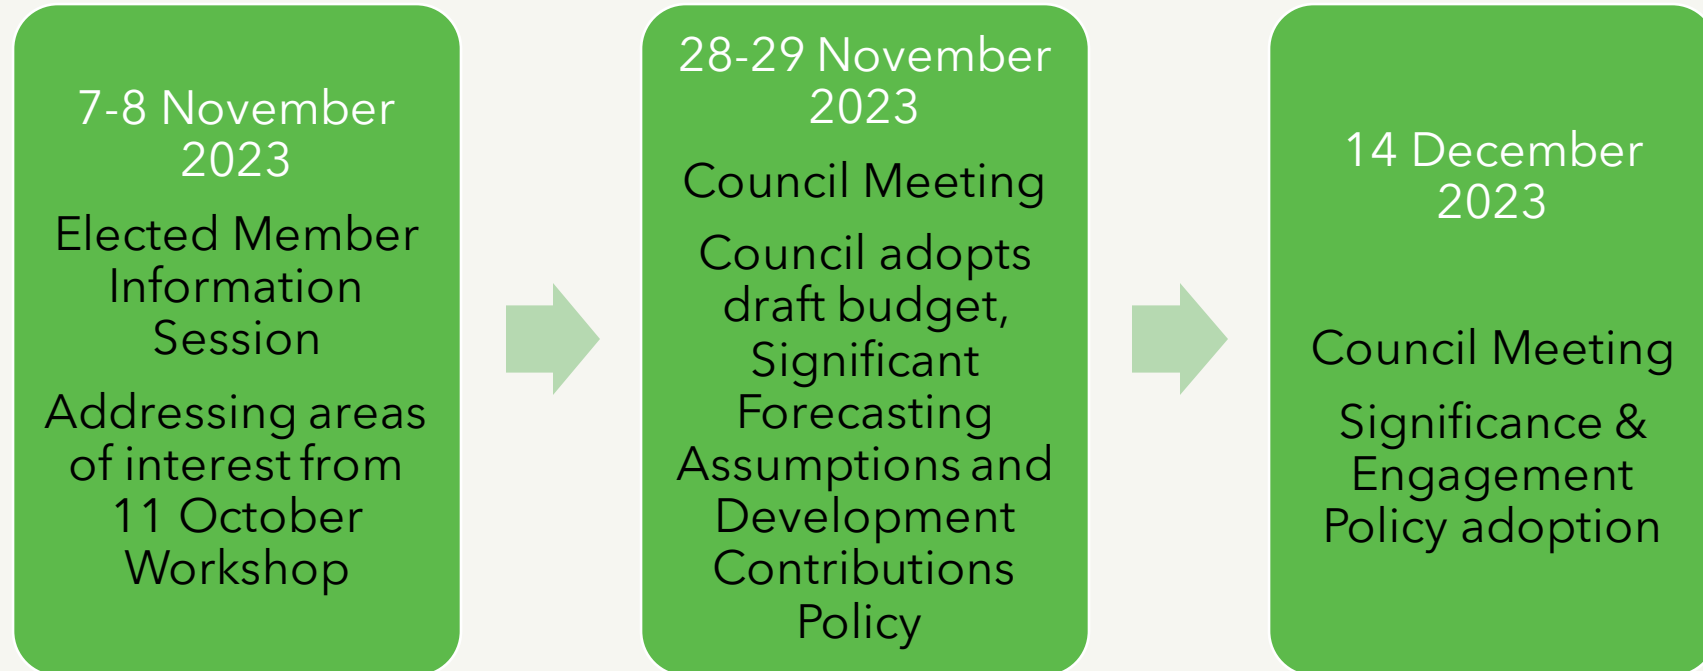 7-8 November
2023
Elected Member
Information
Session
Addressing areas
of interest from
11 October
Workshop
28-29 November
2023
Council Meeting
Council adopts
draft budget,
Significant
Forecasting
Assumptions and
Development
Contributions
Policy
14 December
2023
Council Meeting
Significance &
Engagement
Policy adoption